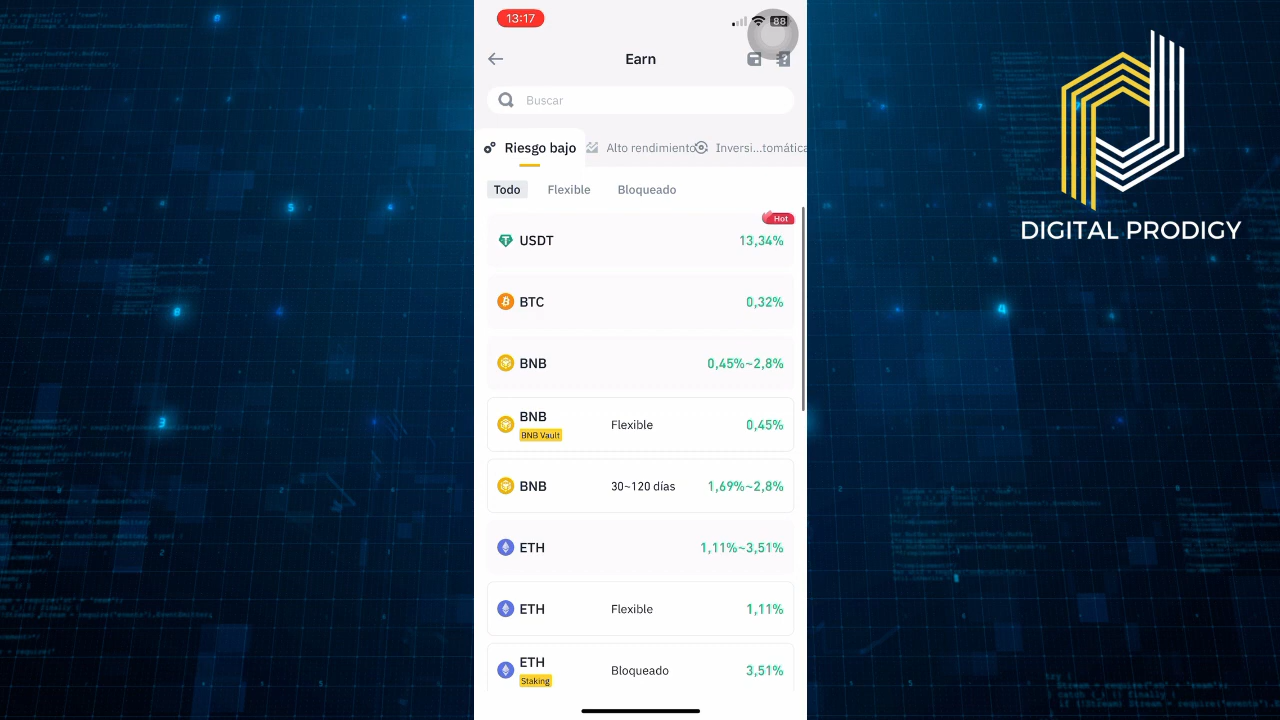 13:17
88
Earn
Buscar
Riesgo bajo
Alto rendimiento
Inversi...tomática
Todo
Flexible
Bloqueado
Hot
USDT
13,34%
BTC
0,32%
BNB
0,45%~2,8%
BNB
BNB Vault
Flexible
0,45%
BNB
30~120 días
1,69%~2,8%
ETH
1,11%~3,51%
ETH
Flexible
1,11%
ETH
Staking
Bloqueado
3,51%
DIGITAL PRODIGY